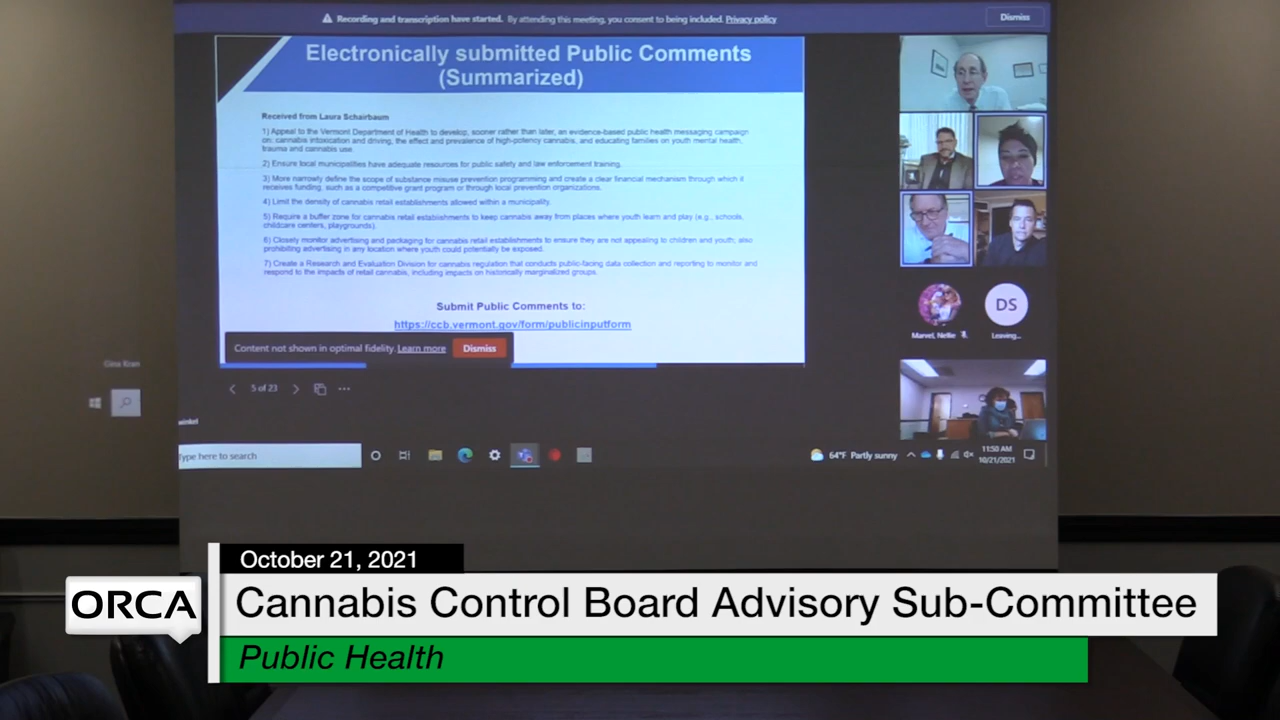 Recording and transcription have started. By attending this meeting, you consent to being included. Privacy policy
Dismiss
Electronically submitted Public Comments
(Summarized)
Received from Laura Schairbaum
1) Appeal to the Vermont Department of Health to develop, sooner rather than later, an evidence-based public health messaging campaign
on: cannabis intoxication and driving, the effect and prevalence of high-potency cannabis, and educating families on youth mental health,
trauma and cannabis use.
2) Ensure local municipalities have adequate resources for public safety and law enforcement training.
3) More narrowly define the scope of substance misuse prevention programming and create a clear financial mechanism through which it
receives funding, such as a competitive grant program or through local prevention organizations.
4) Limit the density of cannabis retail establishments allowed within a municipality.
5) Require a buffer zone for cannabis retail establishments to keep cannabis away from places where youth learn and play (e.g., schools,
childcare centers, playgrounds).
6) Closely monitor advertising and packaging for cannabis retail establishments to ensure they are not appealing to children and youth; also
prohibiting advertising in any location where youth could potentially be exposed.
7) Create a Research and Evaluation Division for cannabis regulation that conducts public-facing data collection and reporting to monitor and
respond to the impacts of retail cannabis, including impacts on historically marginalized groups.
Submit Public Comments to:
https://ccb.vermont.gov/form/publicinputform
Content not shown in optimal fidelity. Learn more
Dismiss
5 of 23
DS
Marvel, Nellie
Leaving...
Type here to search
64°F Partly sunny
11:50 AM
10/21/2021
October 21, 2021
ORCA
Cannabis Control Board Advisory Sub-Committee
Public Health